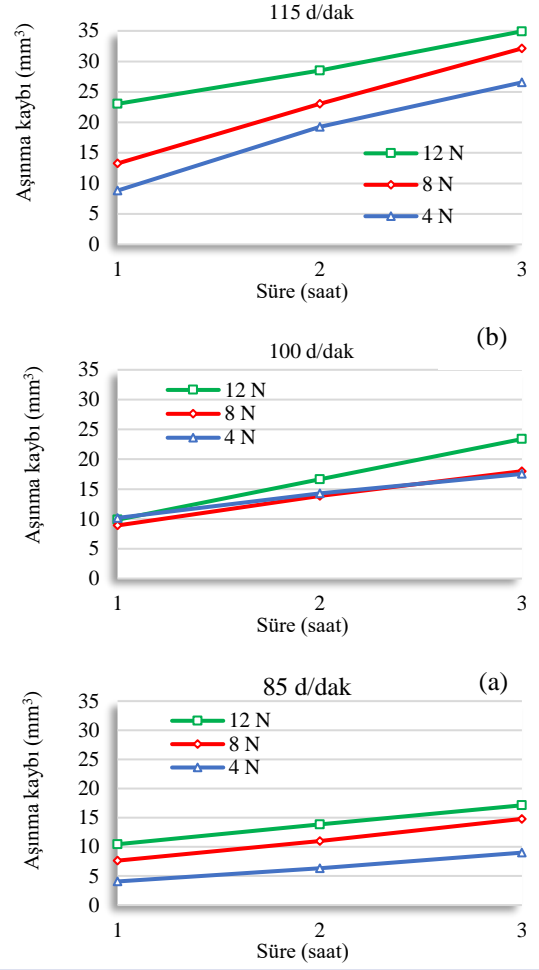 115 d/dak
Aşınma kaybı (mm³)
35
30
25
20
15
10
5
0
12 N
8 N
4 N
1 2 3
Süre (saat)
(b)
100 d/dak
Aşınma kaybı (mm³)
35
30
25
20
15
10
5
0
12 N
8 N
4 N
1 2 3
Süre (saat)
(a)
85 d/dak
Aşınma kaybı (mm³)
35
30
25
20
15
10
5
0
12 N
8 N
4 N
1 2 3
Süre (saat)